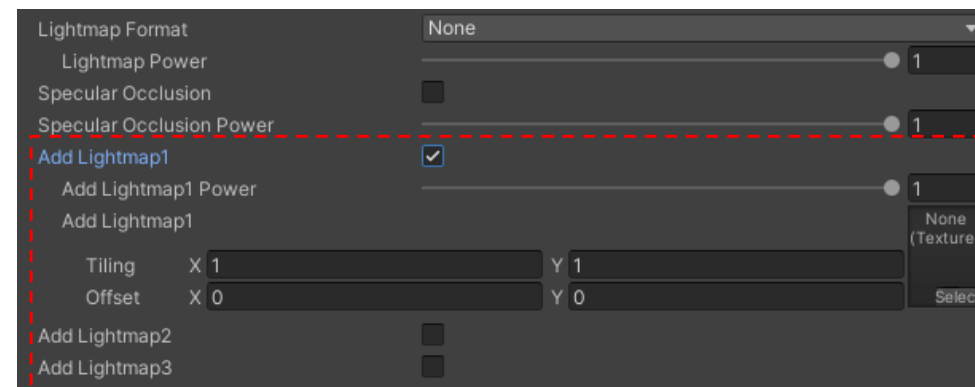 Lightmap Format None
Lightmap Power 1
Specular Occlusion
Specular Occlusion Power 1
Add Lightmap1
Add Lightmap1 Power 1
Add Lightmap1 None
(Texture
Tiling X 1 Y 1
Offset X 0 Y 0 Selec
Add Lightmap2
Add Lightmap3